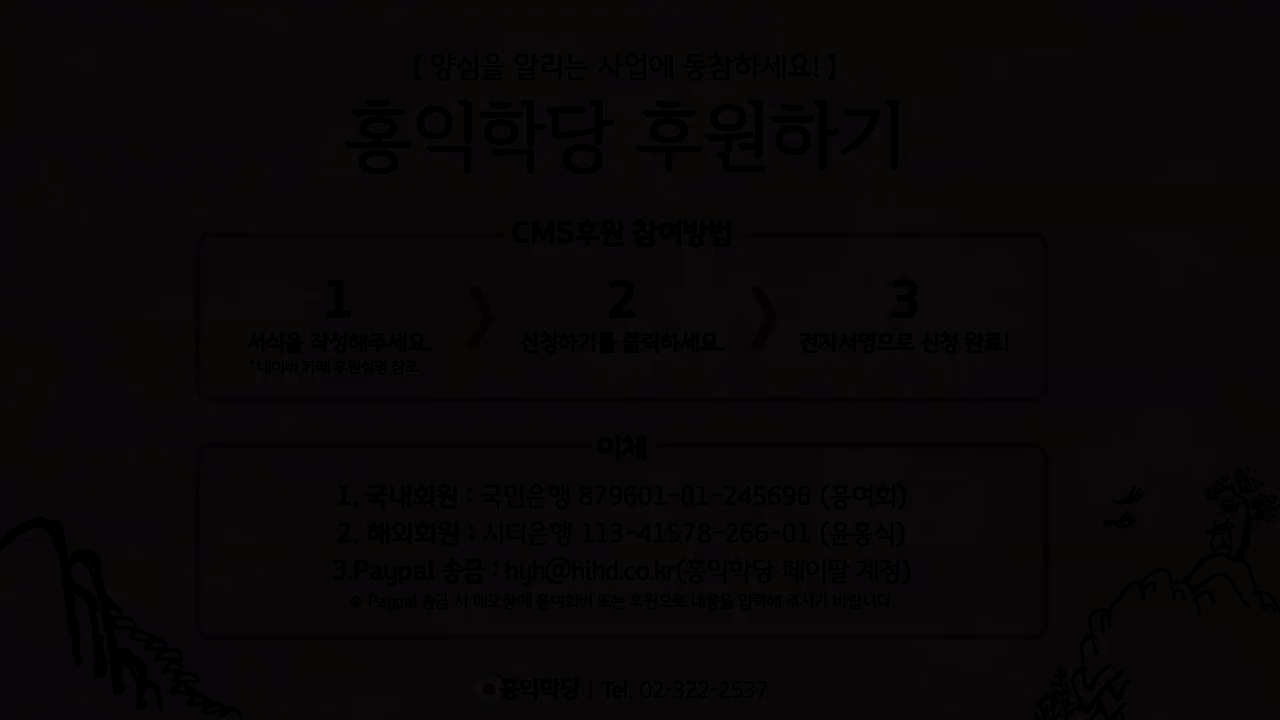 [ 양심을 알리는 사업에 동참하세요! ]
홍익학당 후원하기
CMS후원 참여방법
1
서식을 작성해주세요.
*네이버 카페 후원설명 참조
2
신청하기를 클릭하세요.
3
전자서명으로 신청 완료!
이체
1. 국내회원 : 국민은행 879601-01-245696 (흥여회)
2. 해외회원 : 시티은행 113-41578-266-01 (윤홍식)
3.Paypal 송금 : hyh@hihd.co.kr(홍익학당 페이팔 계정)
※ Paypal 송금 시 메모창에 흥여회비 또는 후원으로 내용을 입력해 주시기 바랍니다.
홍익학당 | Tel. 02-322-2537